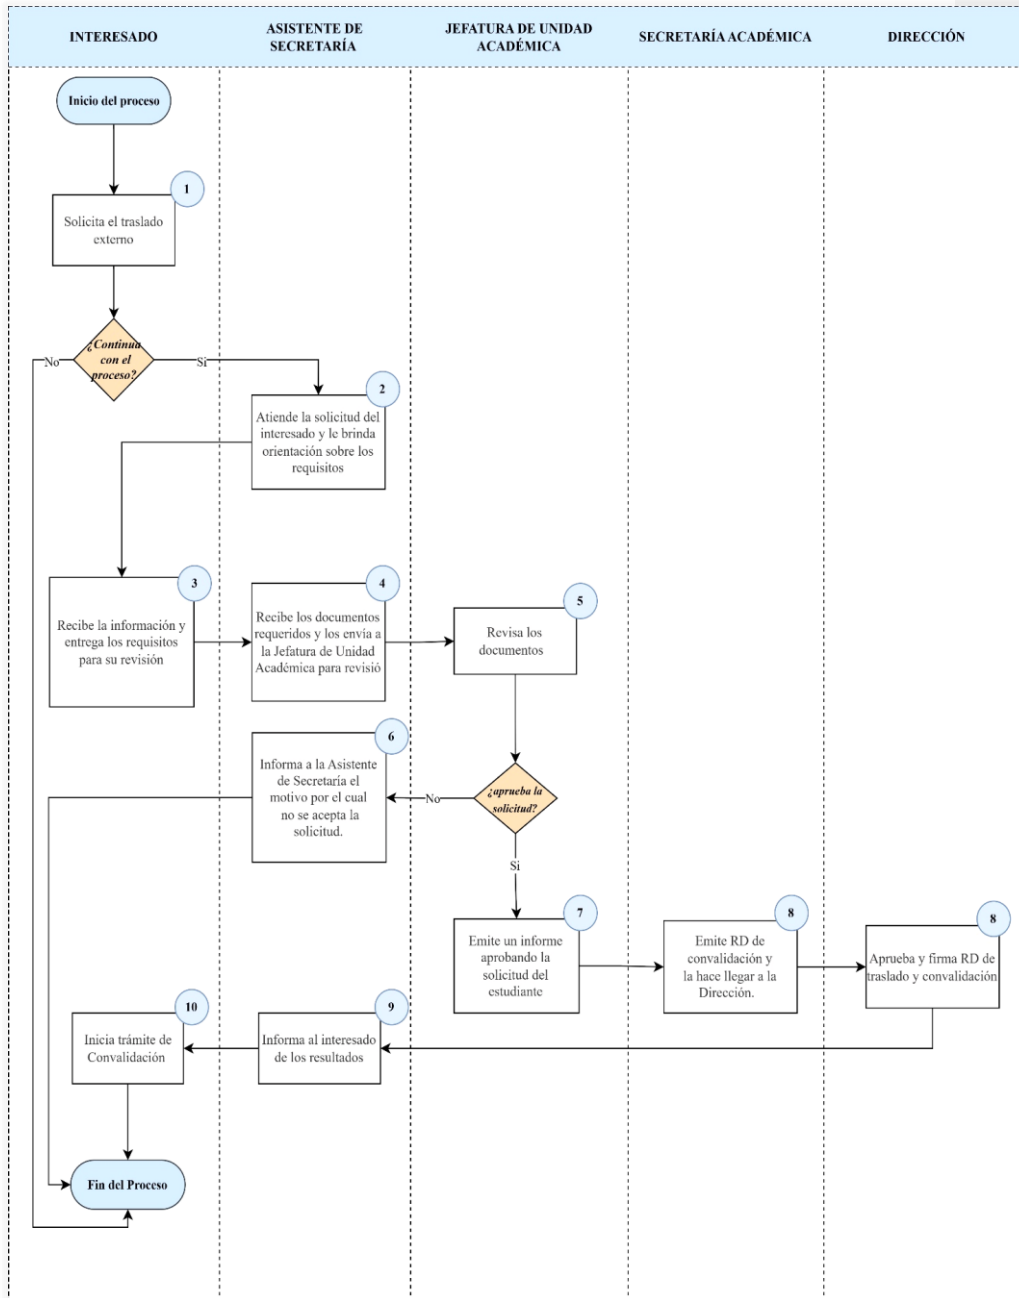 INTERESADO
ASISTENTE DE
SECRETARÍA
JEFATURA DE UNIDAD
ACADÉMICA
SECRETARÍA ACADÉMICA
DIRECCIÓN
Inicio del proceso
1
Solicita el traslado
externo
¿Continua
con el
proceso?
No
Si
2
Atiende la solicitud del
interesado y le brinda
orientación sobre los
requisitos
3
Recibe la información y
entrega los requisitos
para su revisión
4
Recibe los documentos
requeridos y los envía a
la Jefatura de Unidad
Académica para revisió
5
Revisa los
documentos
6
Informa a la Asistente
de Secretaría el
motivo por el cual
no se acepta la
solicitud.
No
¿aprueba la
solicitud?
Si
7
Emite un informe
aprobando la
solicitud del
estudiante
8
Emite RD de
convalidación y
la hace llegar a la
Dirección.
8
Aprueba y firma RD de
traslado y convalidación
10
Inicia trámite de
Convalidación
9
Informa al interesado
de los resultados
Fin del Proceso